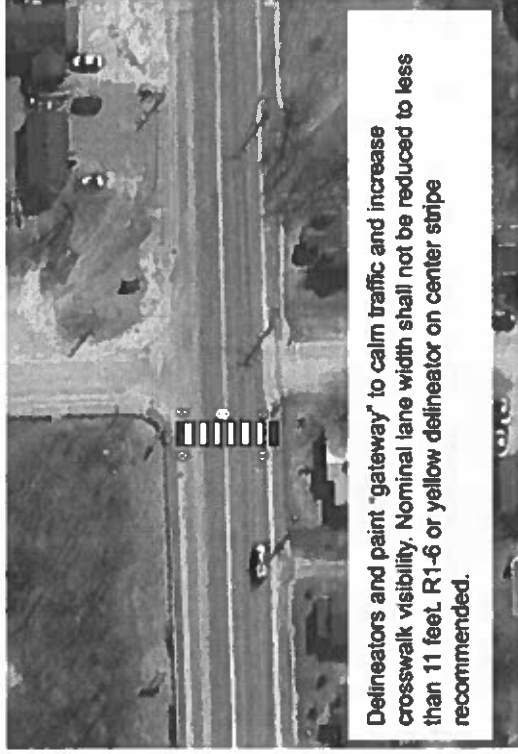 Delineators and paint "gateway" to calm traffic and increase
crosswalk visibility. Nominal lane width shall not be reduced to less
than 11 feet. R1-6 or yellow delineator on center stripe
recommended.